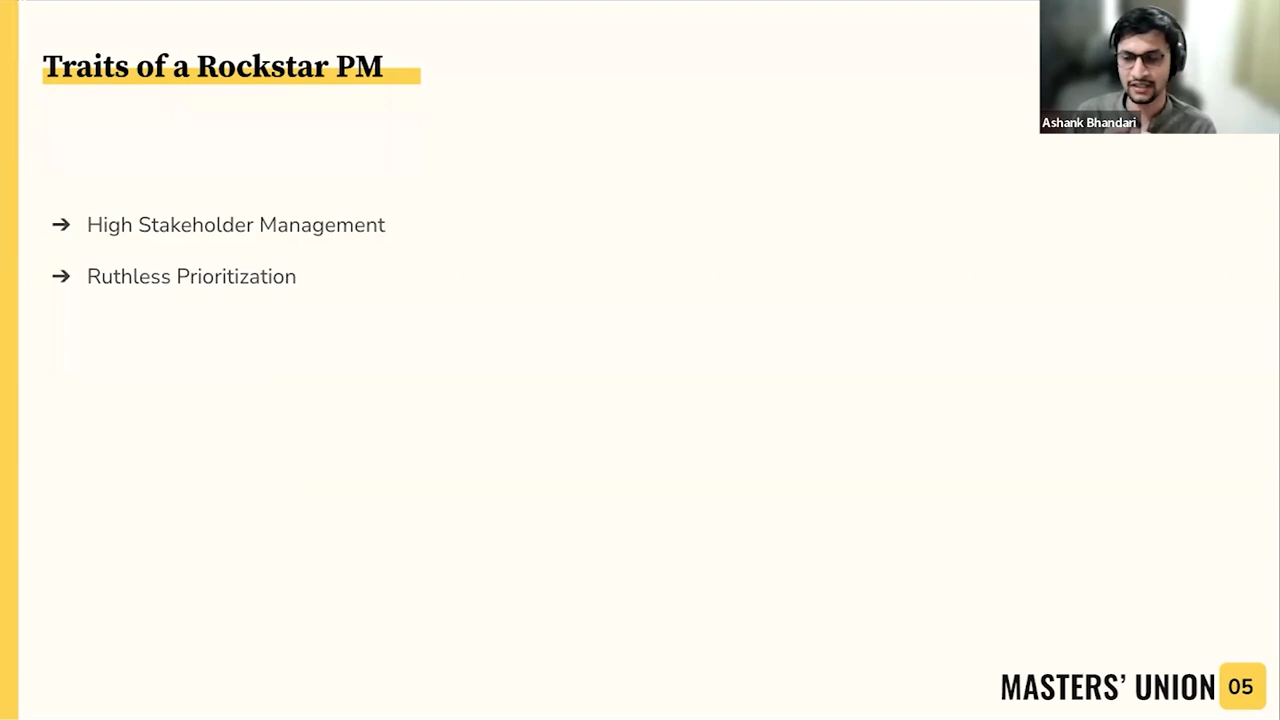 Traits of a Rockstar PM
Ashank Bhandari
➔ High Stakeholder Management
➔ Ruthless Prioritization
MASTERS' UNION 05